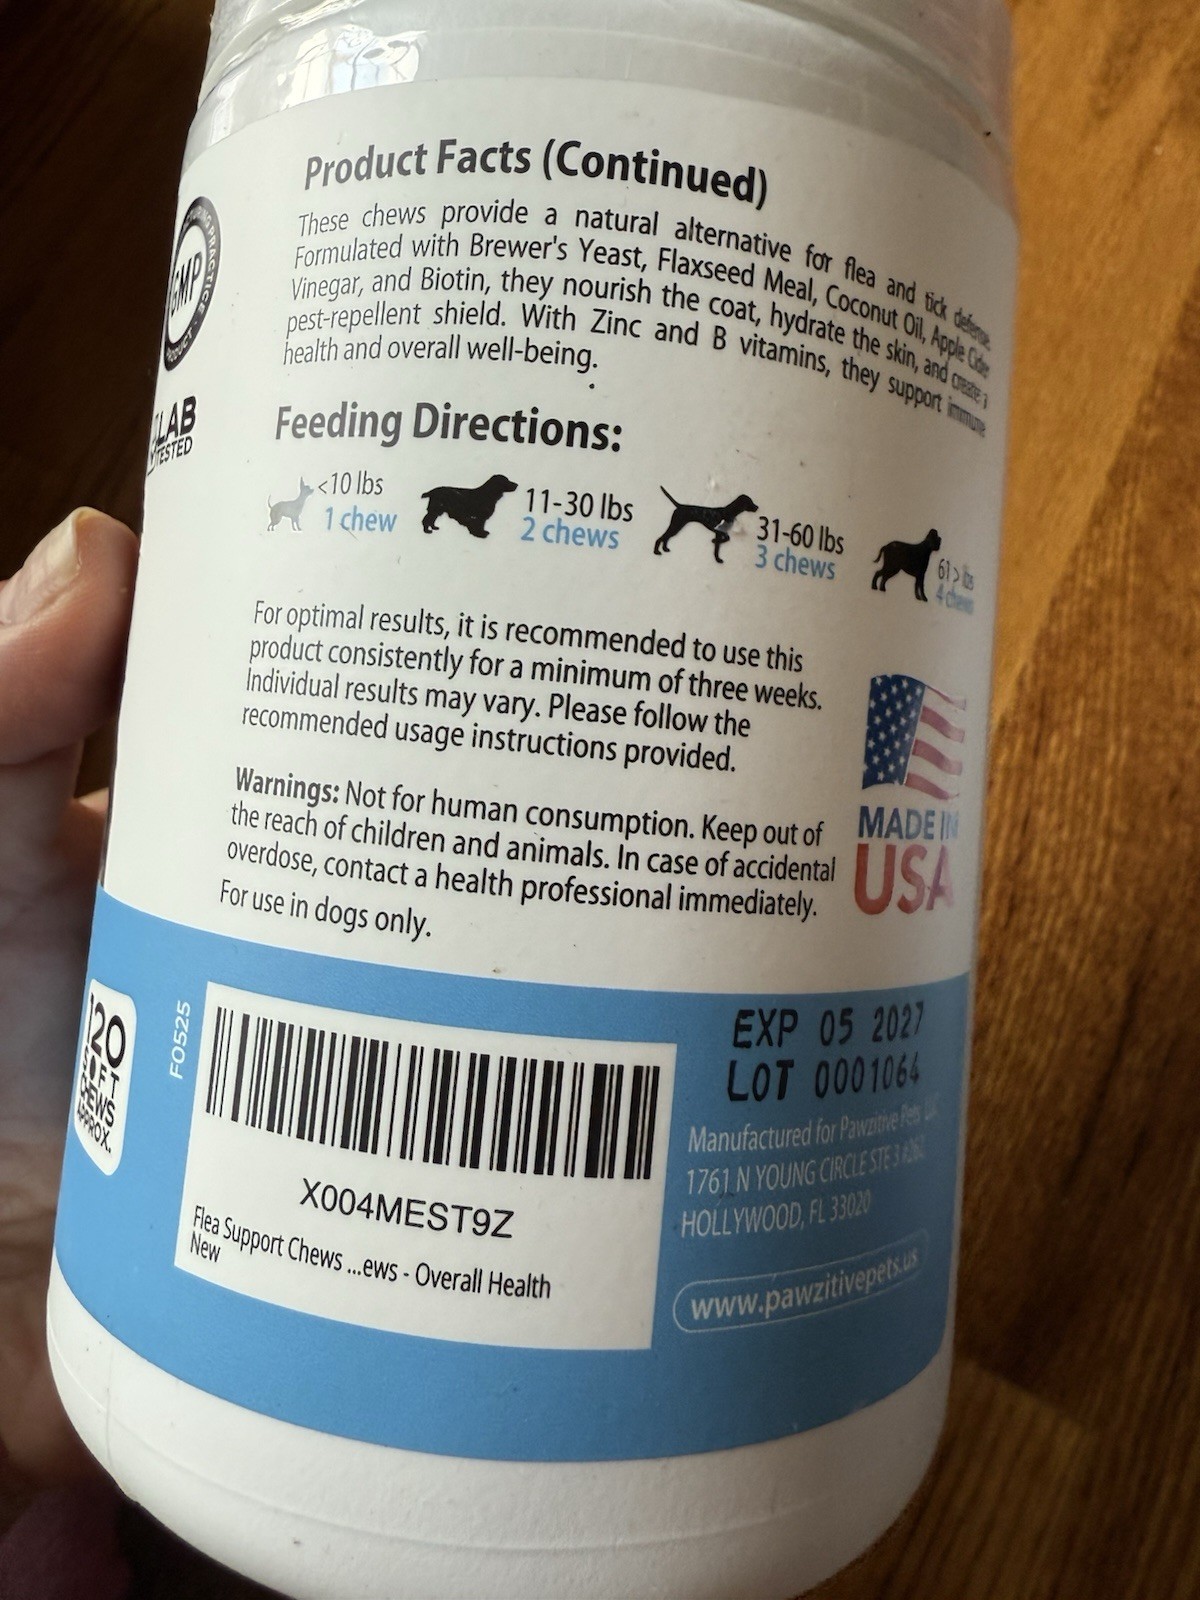 Product Facts (Continued)
These chews provide a natural alternative for flea and tick defense.
Formulated with Brewer's Yeast, Flaxseed Meal, Coconut Oil, Apple Cider
Vinegar, and Biotin, they nourish the coat, hydrate the skin, and create a
pest-repellent shield. With Zinc and B vitamins, they support immune
health and overall well-being.
GMP
LAB
TESTED
Feeding Directions:
<10 lbs
1 chew
11-30 lbs
2 chews
31-60 lbs
3 chews
61> lbs
4 chews
For optimal results, it is recommended to use this
product consistently for a minimum of three weeks.
Individual results may vary. Please follow the
recommended usage instructions provided.
Warnings: Not for human consumption. Keep out of
the reach of children and animals. In case of accidental
overdose, contact a health professional immediately.
For use in dogs only.
MADE IN
USA
120
SOFT
CHEWS
APPROX.
F0525
X004MEST9Z
Flea Support Chews ...ews - Overall Health
New
EXP 05 2027
LOT 0001064
Manufactured for Pawzitive Pets
1761 N YOUNG CIRCLE STE 3
HOLLYWOOD, FL 33020
www.pawzitivepets.us